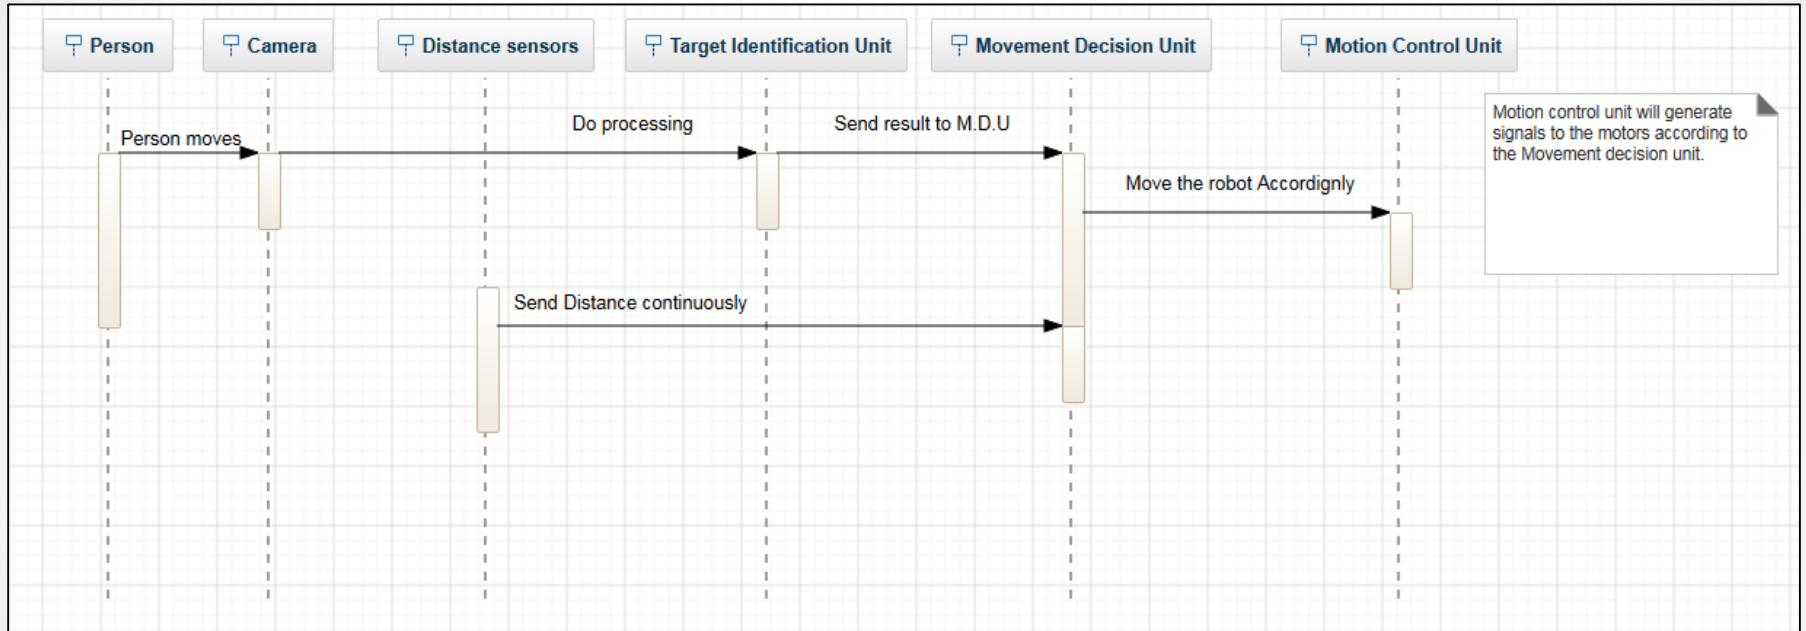 Person
Camera
Distance sensors
Target Identification Unit
Movement Decision Unit
Motion Control Unit
Person moves
Do processing
Send result to M.D.U
Move the robot Accordignly
Send Distance continuously
Motion control unit will generate
signals to the motors according to
the Movement decision unit.